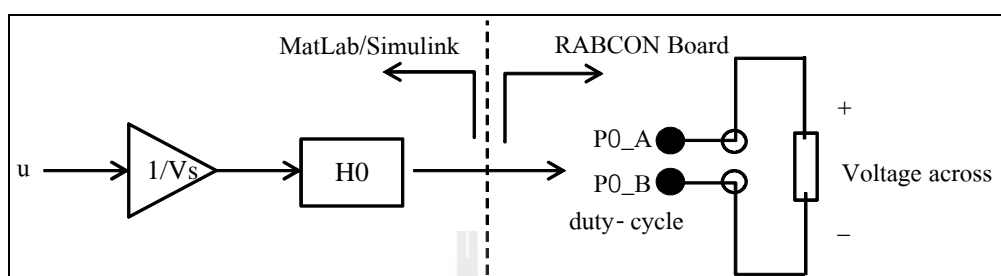 MatLab/Simulink
RABCON Board
u
1/Vs
H0
P0_A
P0_B
duty-cycle
+
Voltage across
–